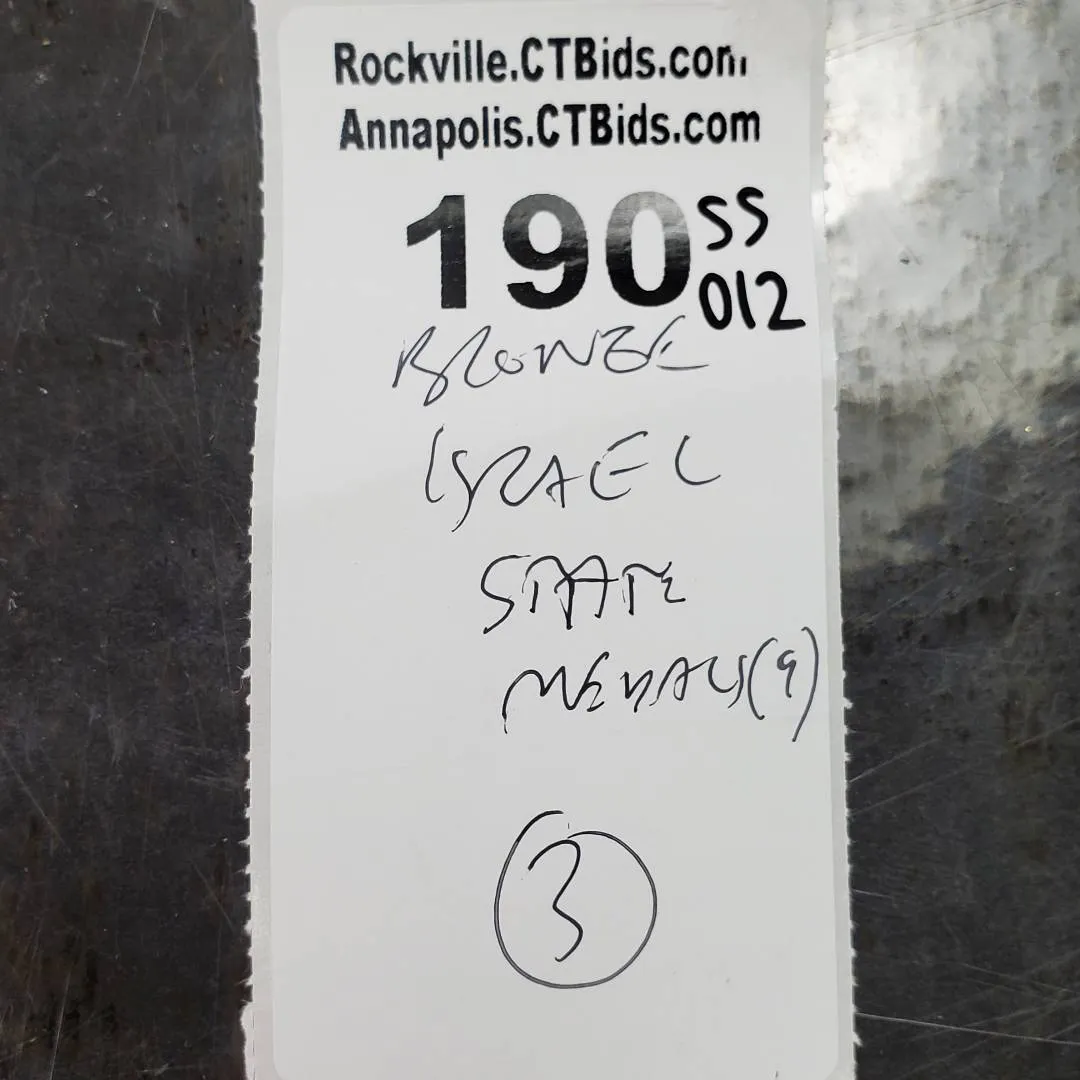 Rockville.CTBids.com
Annapolis.CTBids.com
190 SS
012
BRONZE
ISRAEL
STATE
MEDALS (9)
3